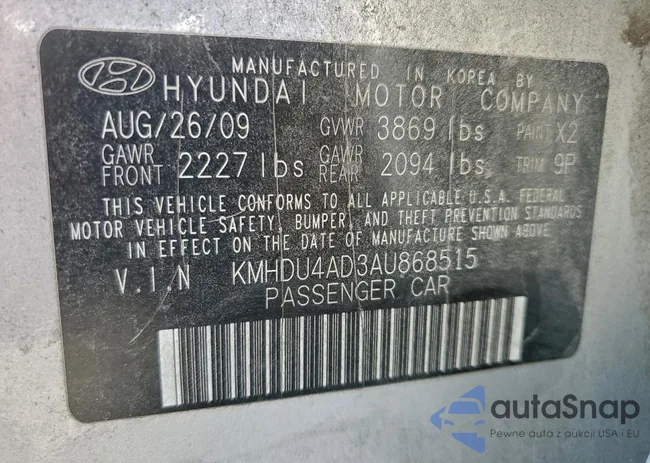 MANUFACTURED IN KOREA BY
HYUNDAI MOTOR COMPANY
AUG/26/09 GVWR 3869 lbs PAINT X2
GAWR FRONT 2227 lbs GAWR REAR 2094 lbs TRIM 9P
THIS VEHICLE CONFORMS TO ALL APPLICABLE U.S.A. FEDERAL
MOTOR VEHICLE SAFETY, BUMPER, AND THEFT PREVENTION STANDARDS
IN EFFECT ON THE DATE OF MANUFACTURE SHOWN ABOVE.
V.I.N KMHDU4AD3AU868515
PASSENGER CAR
autaSnap
Pewne auta z aukcji USA i EU